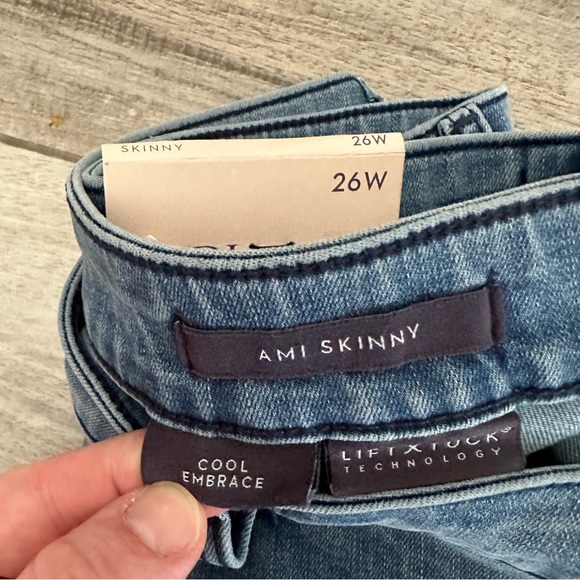 SKINNY 26W
26W
AMI SKINNY
COOL
EMBRACE
LIFT X TUCK
TECHNOLOGY